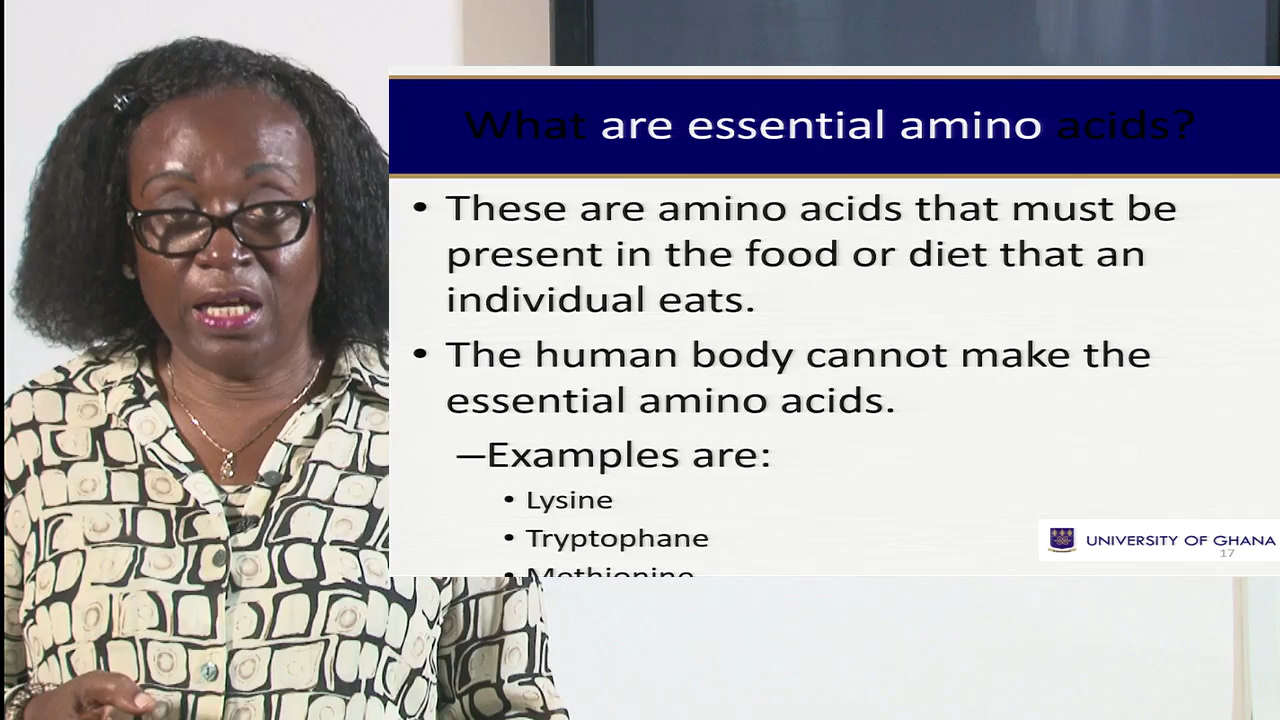 What are essential amino acids?
• These are amino acids that must be
present in the food or diet that an
individual eats.
• The human body cannot make the
essential amino acids.
–Examples are:
• Lysine
• Tryptophane
• Methionine
UNIVERSITY OF GHANA
17